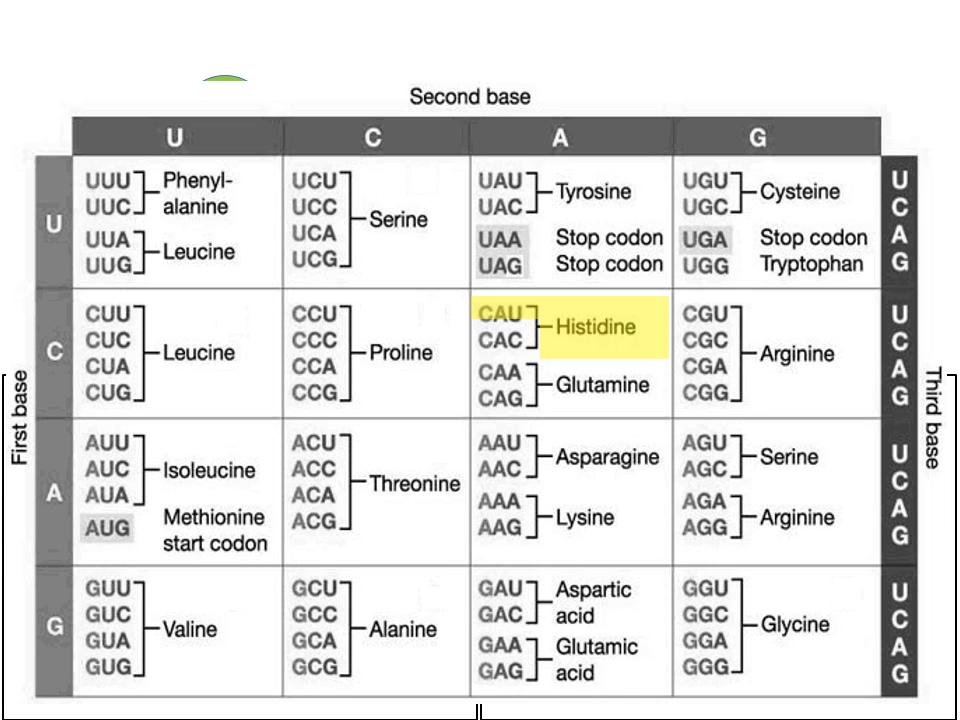 Second base
U C A G
First base
Third base
U
UUU Phenyl-
UUC alanine
UUA Leucine
UUG
UCU
UCC Serine
UCA
UCG
UAU Tyrosine
UAC
UAA Stop codon
UAG Stop codon
UGU Cysteine
UGC
UGA Stop codon
UGG Tryptophan
U
C
A
G
C
CUU
CUC Leucine
CUA
CUG
CCU
CCC Proline
CCA
CCG
CAU Histidine
CAC
CAA Glutamine
CAG
CGU
CGC Arginine
CGA
CGG
U
C
A
G
A
AUU
AUC Isoleucine
AUA
AUG Methionine
start codon
ACU
ACC Threonine
ACA
ACG
AAU Asparagine
AAC
AAA Lysine
AAG
AGU Serine
AGC
AGA Arginine
AGG
U
C
A
G
G
GUU
GUC Valine
GUA
GUG
GCU
GCC Alanine
GCA
GCG
GAU Aspartic
GAC acid
GAA Glutamic
GAG acid
GGU
GGC Glycine
GGA
GGG
U
C
A
G